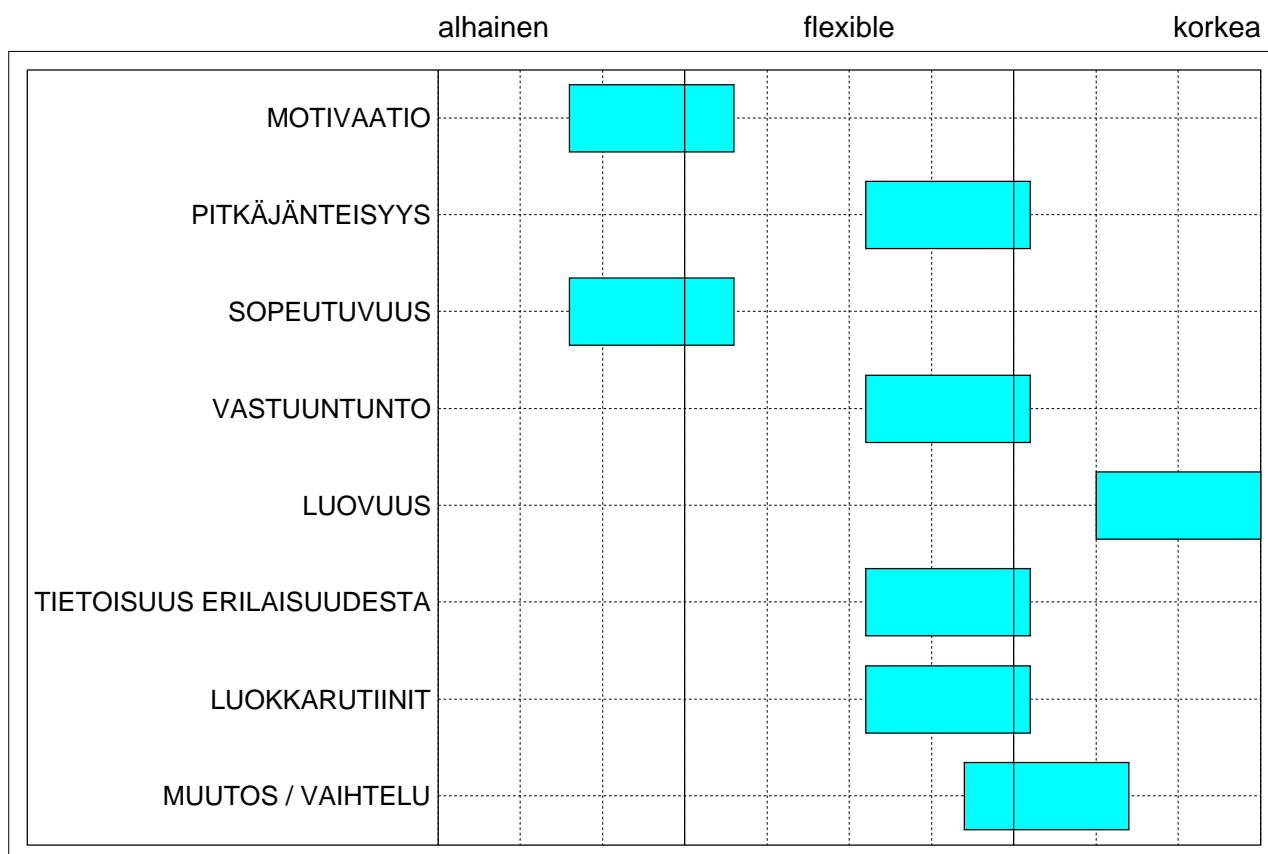 alhainen flexible korkea
MOTIVAATIO
PITKÄJÄNTEISYYS
SOPEUTUVUUS
VASTUUNTUNTO
LUOVUUS
TIETOISUUS ERILAISUUDESTA
LUOKKARUTIINIT
MUUTOS / VAIHTELU